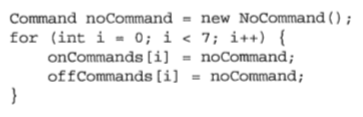 Command noCommand = new NoCommand();
for (int i = 0; i < 7; i++) {
    onCommands[i] = noCommand;
    offCommands[i] = noCommand;
}